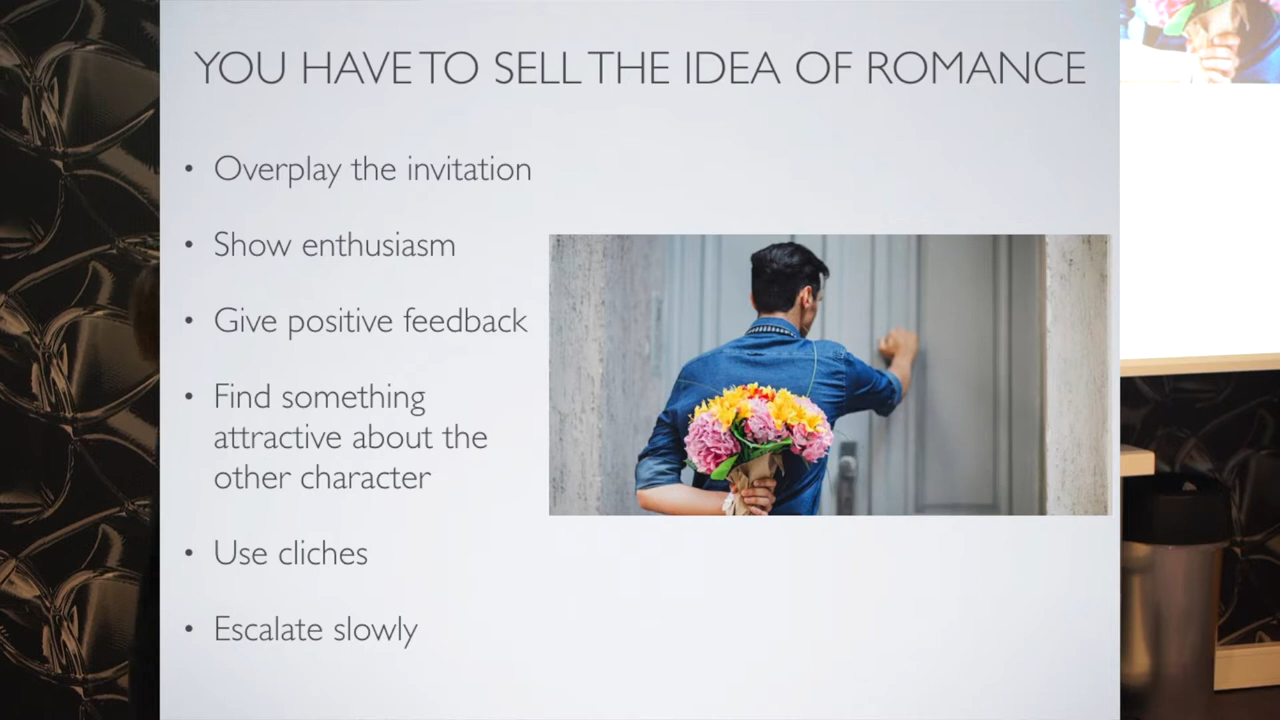 YOU HAVE TO SELL THE IDEA OF ROMANCE
• Overplay the invitation
• Show enthusiasm
• Give positive feedback
• Find something
attractive about the
other character
• Use cliches
• Escalate slowly